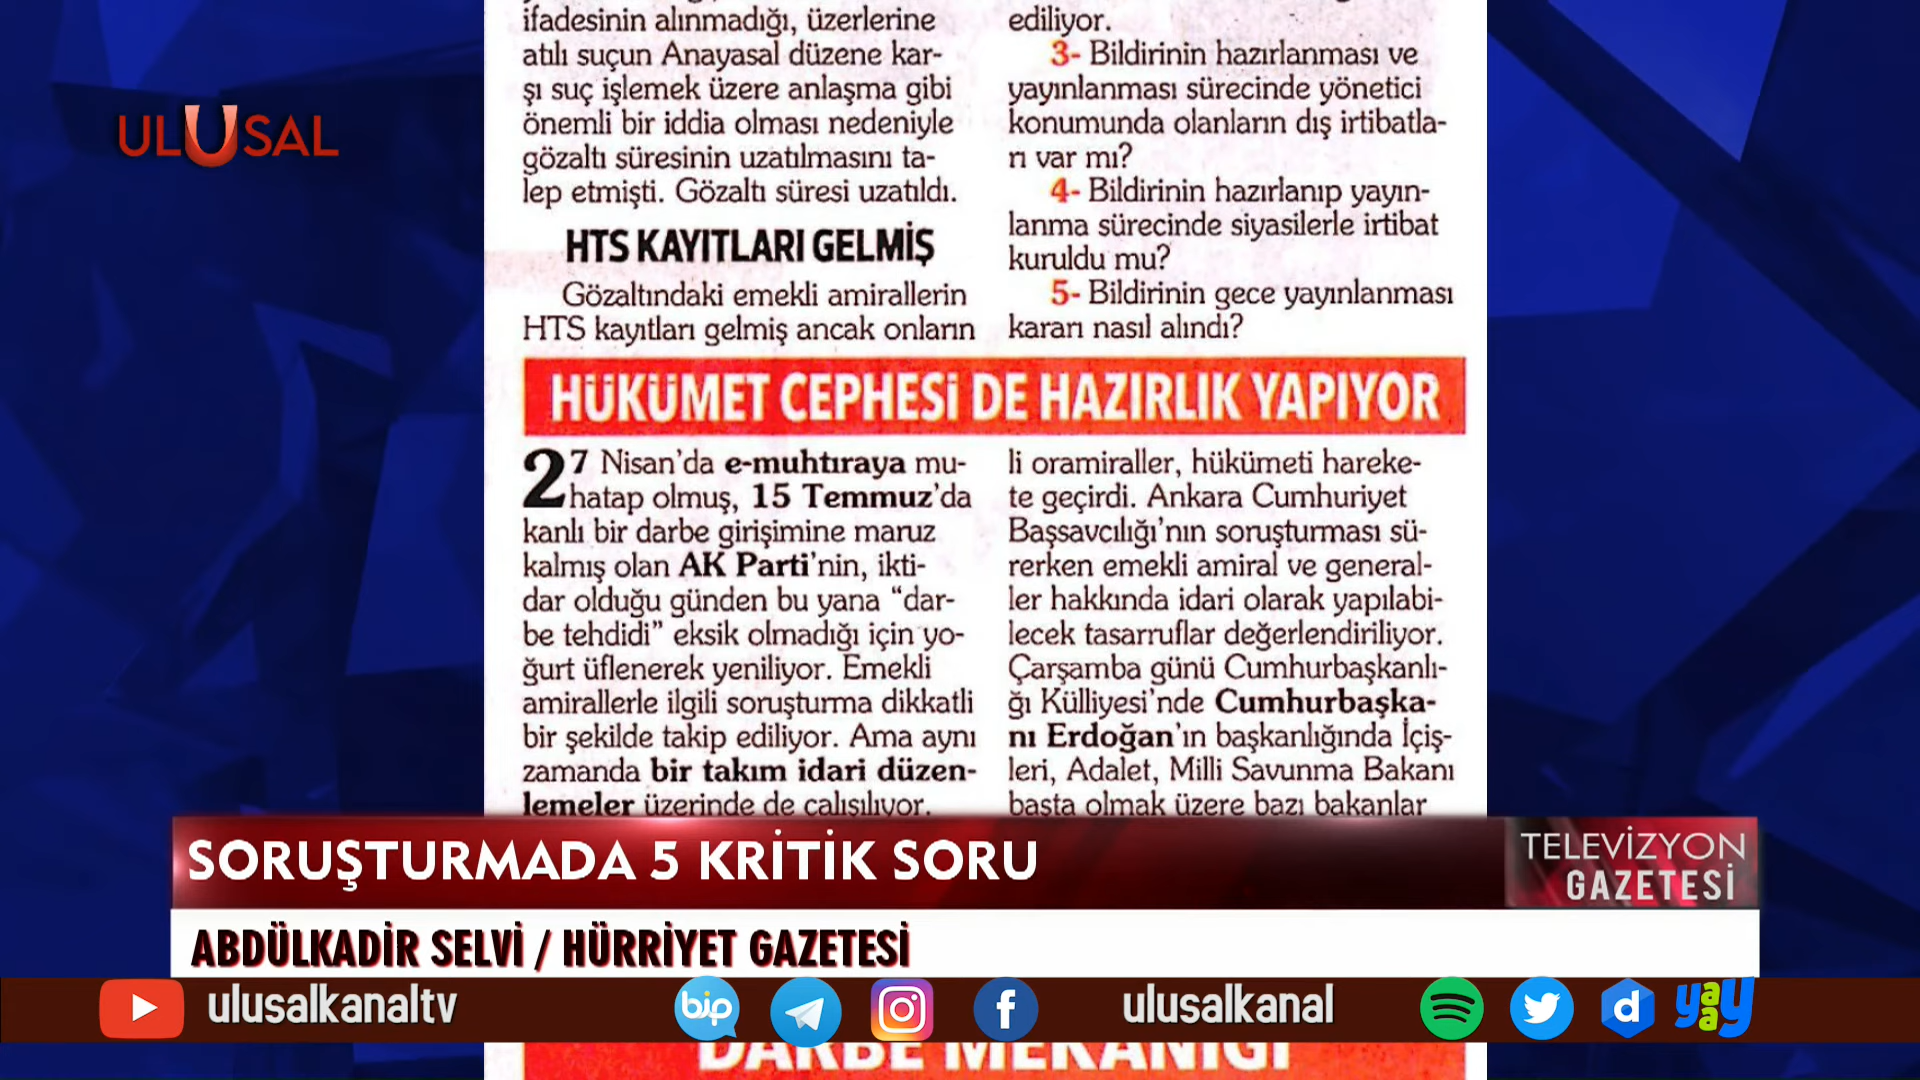 ULUSAL
ifadesinin alınmadığı, üzerlerine
atılı suçun Anayasal düzene kar-
şı suç işlemek üzere anlaşma gibi
önemli bir iddia olması nedeniyle
gözaltı süresinin uzatılmasını ta-
lep etmişti. Gözaltı süresi uzatıldı.
HTS KAYITLARI GELMİŞ
Gözaltındaki emekli amirallerin
HTS kayıtları gelmiş ancak onların
ediliyor.
3- Bildirinin hazırlanması ve
yayınlanması sürecinde yönetici
konumunda olanların dış irtibatla-
rı var mı?
4- Bildirinin hazırlanıp yayın-
lanma sürecinde siyasilerle irtibat
kuruldu mu?
5- Bildirinin gece yayınlanması
kararı nasıl alındı?
HÜKÜMET CEPHESİ DE HAZIRLIK YAPIYOR
27 Nisan'da e-muhtıraya mu-
hatap olmuş, 15 Temmuz'da
kanlı bir darbe girişimine maruz
kalmış olan AK Parti'nin, ikti-
dar olduğu günden bu yana “dar-
be tehdidi” eksik olmadığı için yo-
ğurt üflenerek yeniliyor. Emekli
amirallerle ilgili soruşturma dikkatli
bir şekilde takip ediliyor. Ama aynı
zamanda bir takım idari düzen-
lemeler üzerinde de çalışılıyor.
li oramiraller, hükümeti hareke-
te geçirdi. Ankara Cumhuriyet
Başsavcılığı'nın soruşturması sü-
rerken emekli amiral ve general-
ler hakkında idari olarak yapılabi-
lecek tasarruflar değerlendiriliyor.
Çarşamba günü Cumhurbaşkanlı-
ğı Külliyesi'nde Cumhurbaşka-
nı Erdoğan'ın başkanlığında İçiş-
leri, Adalet, Milli Savunma Bakanı
başta olmak üzere bazı bakanlar
SORUŞTURMADA 5 KRİTİK SORU
TELEVİZYON
GAZETESİ
ABDÜLKADİR SELVİ / HÜRRİYET GAZETESİ
ulusalkanaltv
bip
ulusalkanal
d
yaay
DARBE MEKANİĞİ